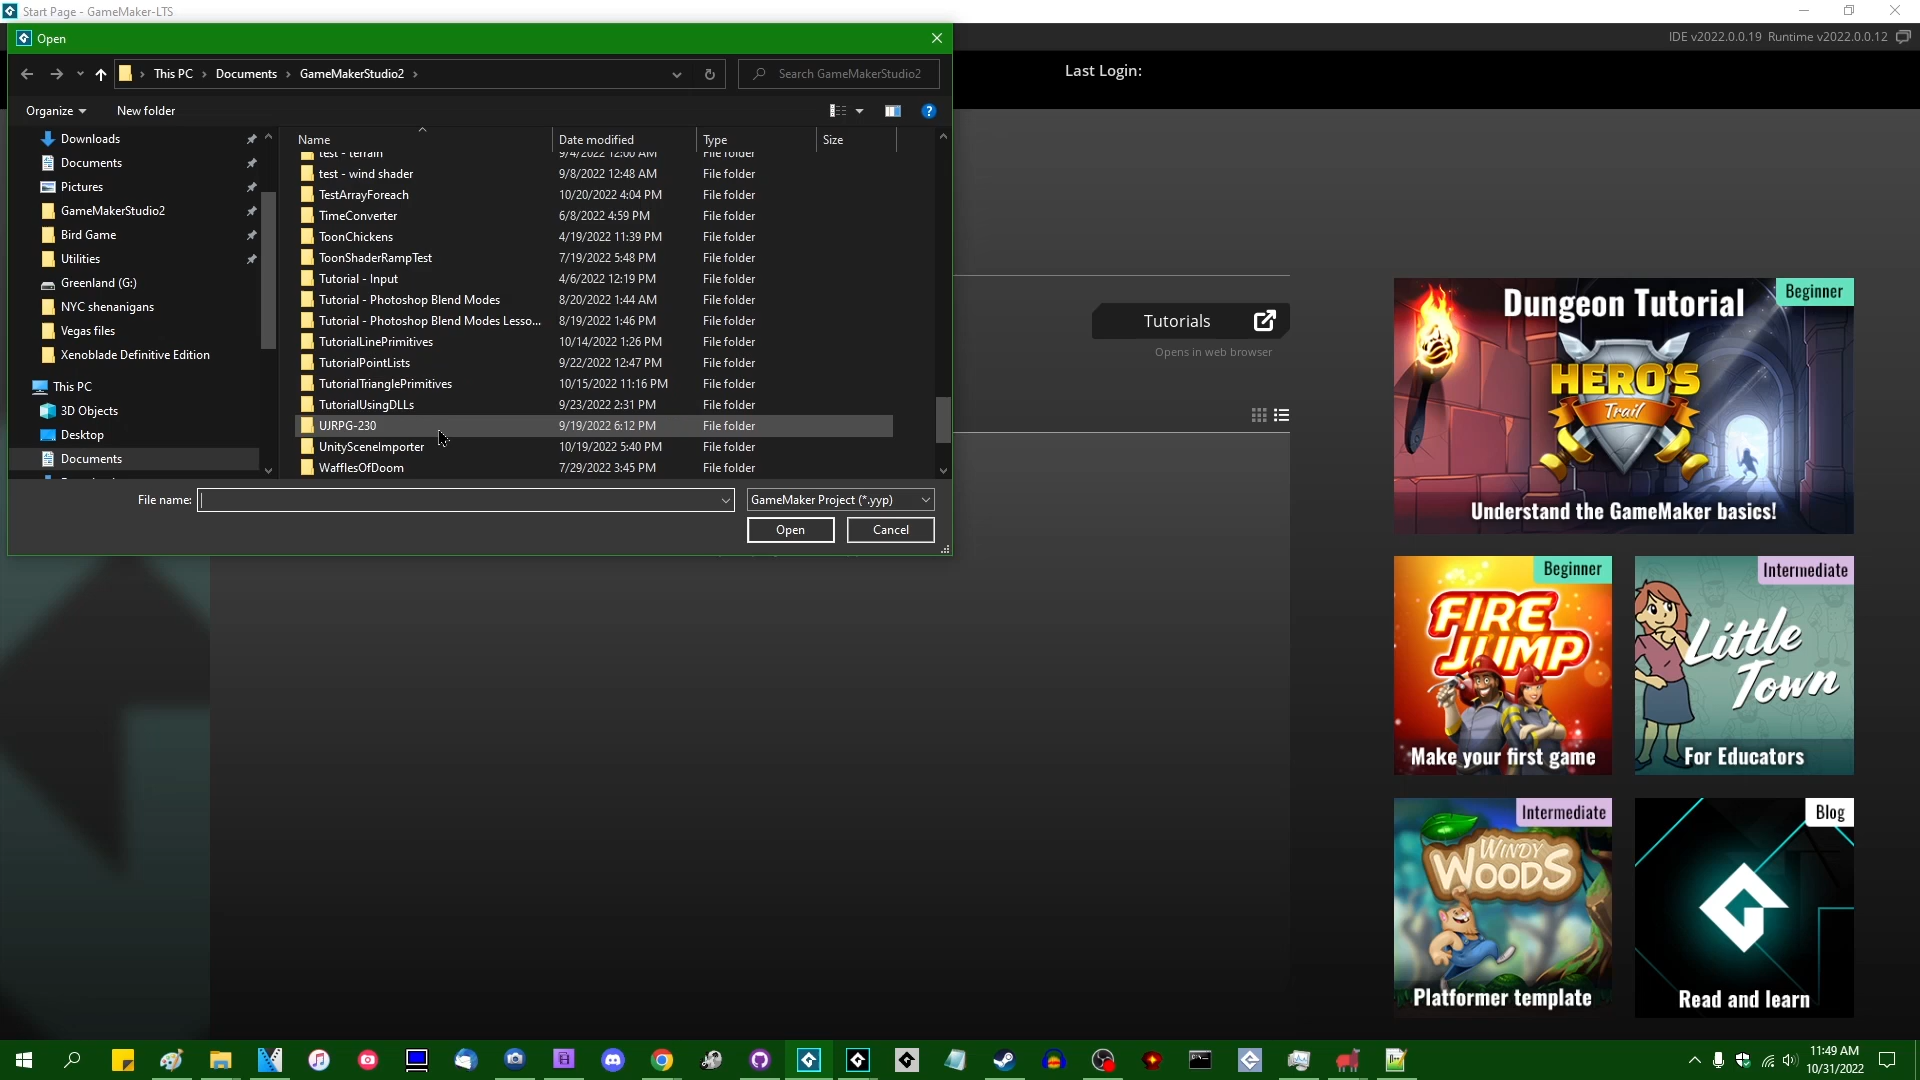 Start Page - GameMaker-LTS
Open
IDE v2022.0.0.19 Runtime v2022.0.0.12
This PC > Documents > GameMakerStudio2 >
Search GameMakerStudio2
Last Login:
Organize
New folder
Name
Date modified
Type
Size
Downloads
Documents
Pictures
GameMakerStudio2
Bird Game
Utilities
Greenland (G:)
NYC shenanigans
Vegas files
Xenoblade Definitive Edition
This PC
3D Objects
Desktop
Documents
test - terrain 9/4/2022 12:00 AM File folder
test - wind shader 9/8/2022 12:48 AM File folder
TestArrayForeach 10/20/2022 4:04 PM File folder
TimeConverter 6/8/2022 4:59 PM File folder
ToonChickens 4/19/2022 11:39 PM File folder
ToonShaderRampTest 7/19/2022 5:48 PM File folder
Tutorial - Input 4/6/2022 12:19 PM File folder
Tutorial - Photoshop Blend Modes 8/20/2022 1:44 AM File folder
Tutorial - Photoshop Blend Modes Lesso... 8/19/2022 1:46 PM File folder
TutorialLinePrimitives 10/14/2022 1:26 PM File folder
TutorialPointLists 9/22/2022 12:47 PM File folder
TutorialTrianglePrimitives 10/15/2022 11:16 PM File folder
TutorialUsingDLLs 9/23/2022 2:31 PM File folder
UJRPG-230 9/19/2022 6:12 PM File folder
UnitySceneImporter 10/19/2022 5:40 PM File folder
WafflesOfDoom 7/29/2022 3:45 PM File folder
File name:
GameMaker Project (*.yyp)
Open
Cancel
Tutorials
Opens in web browser
Beginner
Dungeon Tutorial
HERO'S
Trail
Understand the GameMaker basics!
Beginner
FIRE
JUMP
Make your first game
Intermediate
Little
Town
For Educators
Intermediate
WINDY
WOODS
Platformer template
Blog
Read and learn
11:49 AM
10/31/2022